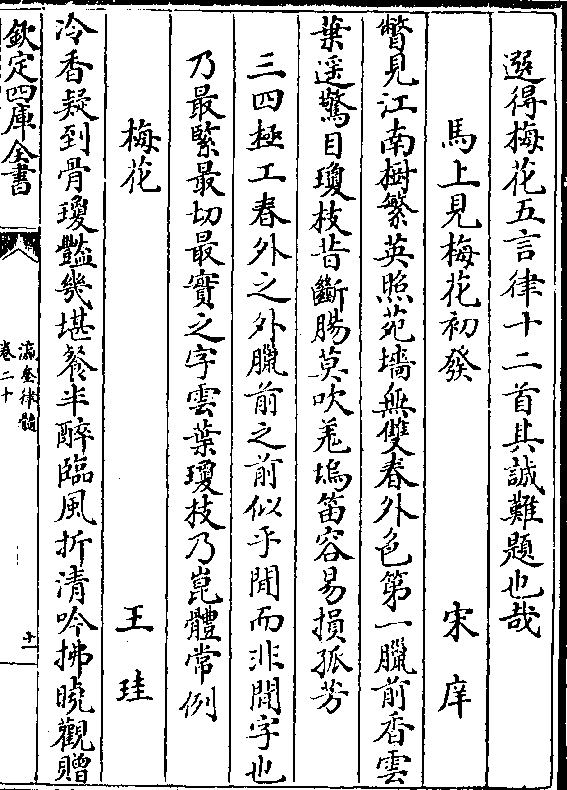 選得梅花五言律十二首其誠難題也哉
馬上見梅花初發　宋庠
瞥見江南樹繁英照苑墻無雙春外色第一臘前香雲
葉遥驚目瓊枝昔斷腸莫吹羗塢笛容易損孤芳
三四極工春外之外臘前之前似乎閒而非閒字也
乃最緊最切最實之字雲葉瓊枝乃崑體常例
梅花　王珪
冷香疑到骨瓊豔幾堪餐半醉臨風折清吟拂曉觀贈
欽定四庫全書
瀛奎律髓
卷二十
十一